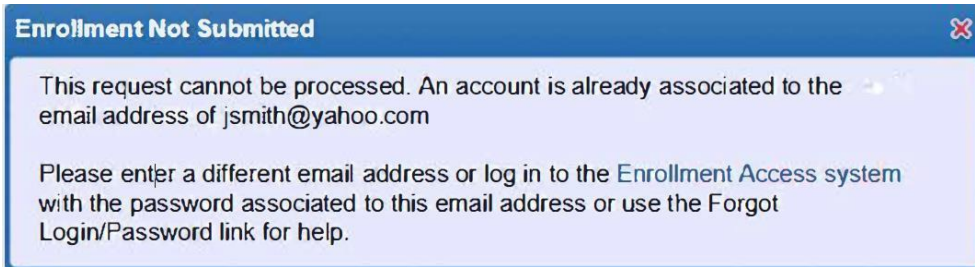 Enrollment Not Submitted
This request cannot be processed. An account is already associated to the
email address of jsmith@yahoo.com
Please enter a different email address or log in to the Enrollment Access system
with the password associated to this email address or use the Forgot
Login/Password link for help.